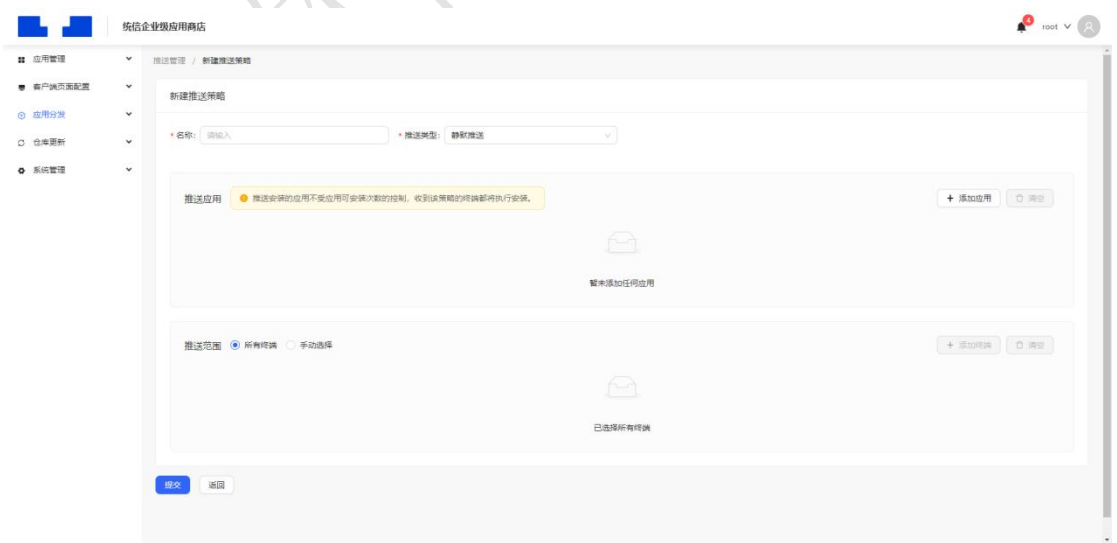 统信企业级应用商店
4
root
应用管理
推送管理 / 新建推送策略
客户端页面配置
新建推送策略
应用分发
* 名称: 请输入 * 推送类型: 静默推送
仓库更新
系统管理
推送应用 推送安装的应用不受应用可安装次数的控制，收到该策略的终端都将执行安装。 + 添加应用 清空
暂未添加任何应用
推送范围 所有终端 手动选择 + 添加终端 清空
已选择所有终端
提交 返回